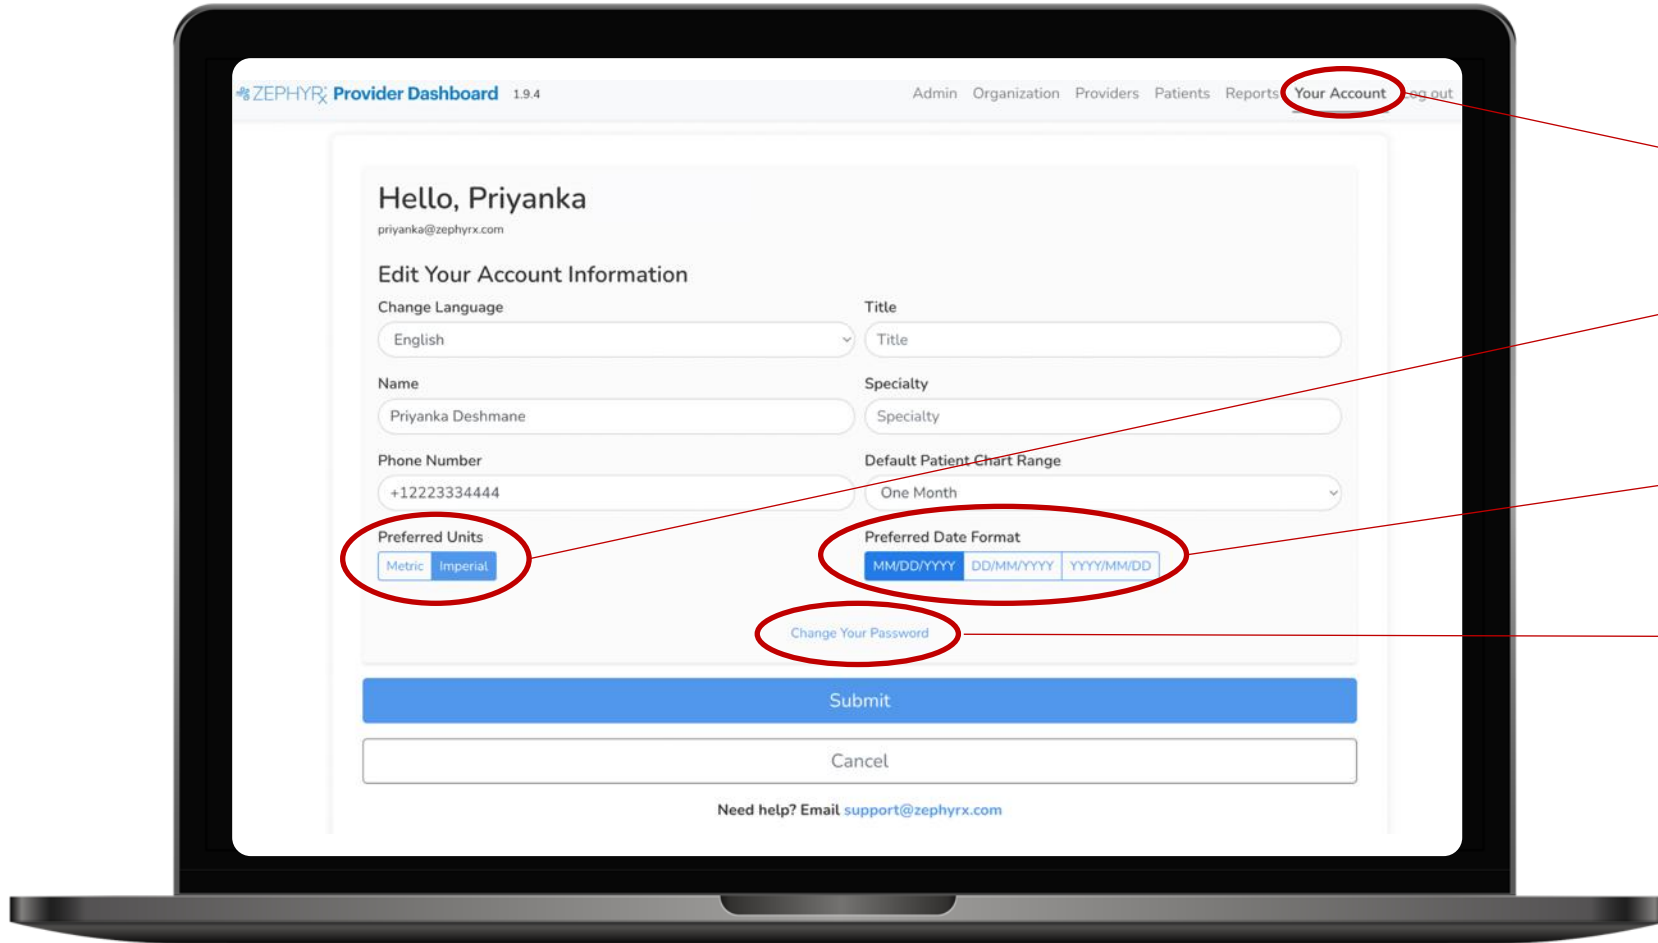 ZEPHYRx Provider Dashboard 1.9.4
Admin Organization Providers Patients Reports Your Account Log out
Hello, Priyanka
priyanka@zephyrx.com
Edit Your Account Information
Change Language Title
English Title
Name Specialty
Priyanka Deshmane Specialty
Phone Number Default Patient Chart Range
+12223334444 One Month
Preferred Units Preferred Date Format
Metric Imperial MM/DD/YYYY DD/MM/YYYY YYYY/MM/DD
Change Your Password
Submit
Cancel
Need help? Email support@zephyrx.com